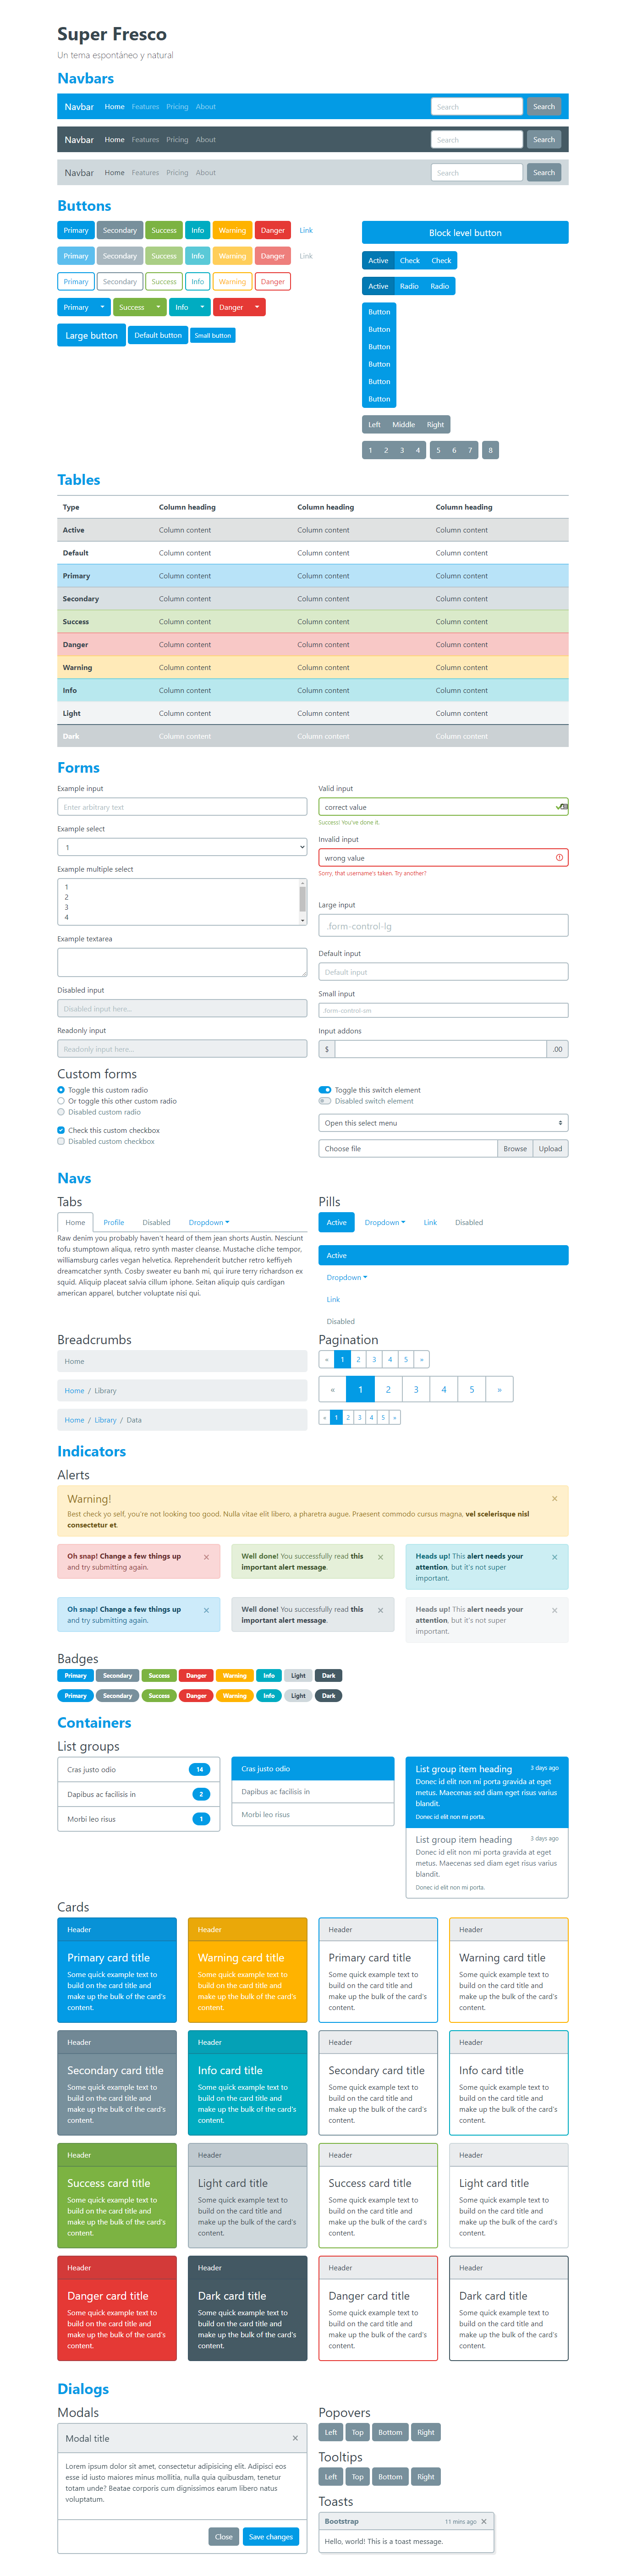 Super Fresco
Un tema espontáneo y natural
Navbars
Navbar Home Features Pricing About Search Search
Navbar Home Features Pricing About Search Search
Navbar Home Features Pricing About Search Search
Buttons
Primary Secondary Success Info Warning Danger Link
Primary Secondary Success Info Warning Danger Link
Primary Secondary Success Info Warning Danger
Primary Success Info Danger
Large button Default button Small button
Block level button
Active Check Check
Active Radio Radio
Button
Button
Button
Button
Button
Button
Left Middle Right
1 2 3 4 5 6 7 8
Tables
Type Column heading Column heading Column heading
Active Column content Column content Column content
Default Column content Column content Column content
Primary Column content Column content Column content
Secondary Column content Column content Column content
Success Column content Column content Column content
Danger Column content Column content Column content
Warning Column content Column content Column content
Info Column content Column content Column content
Light Column content Column content Column content
Dark Column content Column content Column content
Forms
Example input
Enter arbitrary text
Example select
1
Example multiple select
1
2
3
4
Example textarea
Disabled input
Disabled input here...
Readonly input
Readonly input here...
Valid input
correct value
Success! You've done it.
Invalid input
wrong value
Sorry, that username's taken. Try another?
Large input
.form-control-lg
Default input
Default input
Small input
.form-control-sm
Input addons
$ .00
Custom forms
Toggle this custom radio
Or toggle this other custom radio
Disabled custom radio
Check this custom checkbox
Disabled custom checkbox
Toggle this switch element
Disabled switch element
Open this select menu
Choose file Browse Upload
Navs
Tabs
Home Profile Disabled Dropdown
Raw denim you probably haven't heard of them jean shorts Austin. Nesciunt
tofu stumptown aliqua, retro synth master cleanse. Mustache cliche tempor,
williamsburg carles vegan helvetica. Reprehenderit butcher retro keffiyeh
dreamcatcher synth. Cosby sweater eu banh mi, qui irure terry richardson ex
squid. Aliquip placeat salvia cillum iphone. Seitan aliquip quis cardigan
american apparel, butcher voluptate nisi qui.
Pills
Active Dropdown Link Disabled
Active
Dropdown
Link
Disabled
Breadcrumbs
Home
Home / Library
Home / Library / Data
Pagination
« 1 2 3 4 5 »
« 1 2 3 4 5 »
« 1 2 3 4 5 »
Indicators
Alerts
Warning! ×
Best check yo self, you're not looking too good. Nulla vitae elit libero, a pharetra augue. Praesent commodo cursus magna, vel scelerisque nisl
consectetur et.
Oh snap! Change a few things up ×
and try submitting again.
Well done! You successfully read this ×
important alert message.
Heads up! This alert needs your ×
attention, but it's not super
important.
Oh snap! Change a few things up ×
and try submitting again.
Well done! You successfully read this ×
important alert message.
Heads up! This alert needs your ×
attention, but it's not super
important.
Badges
Primary Secondary Success Danger Warning Info Light Dark
Primary Secondary Success Danger Warning Info Light Dark
Containers
List groups
Cras justo odio 14
Dapibus ac facilisis in 2
Morbi leo risus 1
Cras justo odio
Dapibus ac facilisis in
Morbi leo risus
List group item heading 3 days ago
Donec id elit non mi porta gravida at eget
metus. Maecenas sed diam eget risus varius
blandit.
Donec id elit non mi porta.
List group item heading 3 days ago
Donec id elit non mi porta gravida at eget
metus. Maecenas sed diam eget risus varius
blandit.
Donec id elit non mi porta.
Cards
Header
Primary card title
Some quick example text to
build on the card title and
make up the bulk of the card's
content.
Header
Warning card title
Some quick example text to
build on the card title and
make up the bulk of the card's
content.
Header
Primary card title
Some quick example text to
build on the card title and
make up the bulk of the card's
content.
Header
Warning card title
Some quick example text to
build on the card title and
make up the bulk of the card's
content.
Header
Secondary card title
Some quick example text to
build on the card title and
make up the bulk of the card's
content.
Header
Info card title
Some quick example text to
build on the card title and
make up the bulk of the card's
content.
Header
Secondary card title
Some quick example text to
build on the card title and
make up the bulk of the card's
content.
Header
Info card title
Some quick example text to
build on the card title and
make up the bulk of the card's
content.
Header
Success card title
Some quick example text to
build on the card title and
make up the bulk of the card's
content.
Header
Light card title
Some quick example text to
build on the card title and
make up the bulk of the card's
content.
Header
Success card title
Some quick example text to
build on the card title and
make up the bulk of the card's
content.
Header
Light card title
Some quick example text to
build on the card title and
make up the bulk of the card's
content.
Header
Danger card title
Some quick example text to
build on the card title and
make up the bulk of the card's
content.
Header
Dark card title
Some quick example text to
build on the card title and
make up the bulk of the card's
content.
Header
Danger card title
Some quick example text to
build on the card title and
make up the bulk of the card's
content.
Header
Dark card title
Some quick example text to
build on the card title and
make up the bulk of the card's
content.
Dialogs
Modals
Modal title ×
Lorem ipsum dolor sit amet, consectetur adipisicing elit. Adipisci eos
esse id iusto maiores minus mollitia, nulla quia quibusdam, tenetur
totam unde? Beatae corporis cum dignissimos earum libero natus
voluptatum.
Close Save changes
Popovers
Left Top Bottom Right
Tooltips
Left Top Bottom Right
Toasts
Bootstrap 11 mins ago ×
Hello, world! This is a toast message.